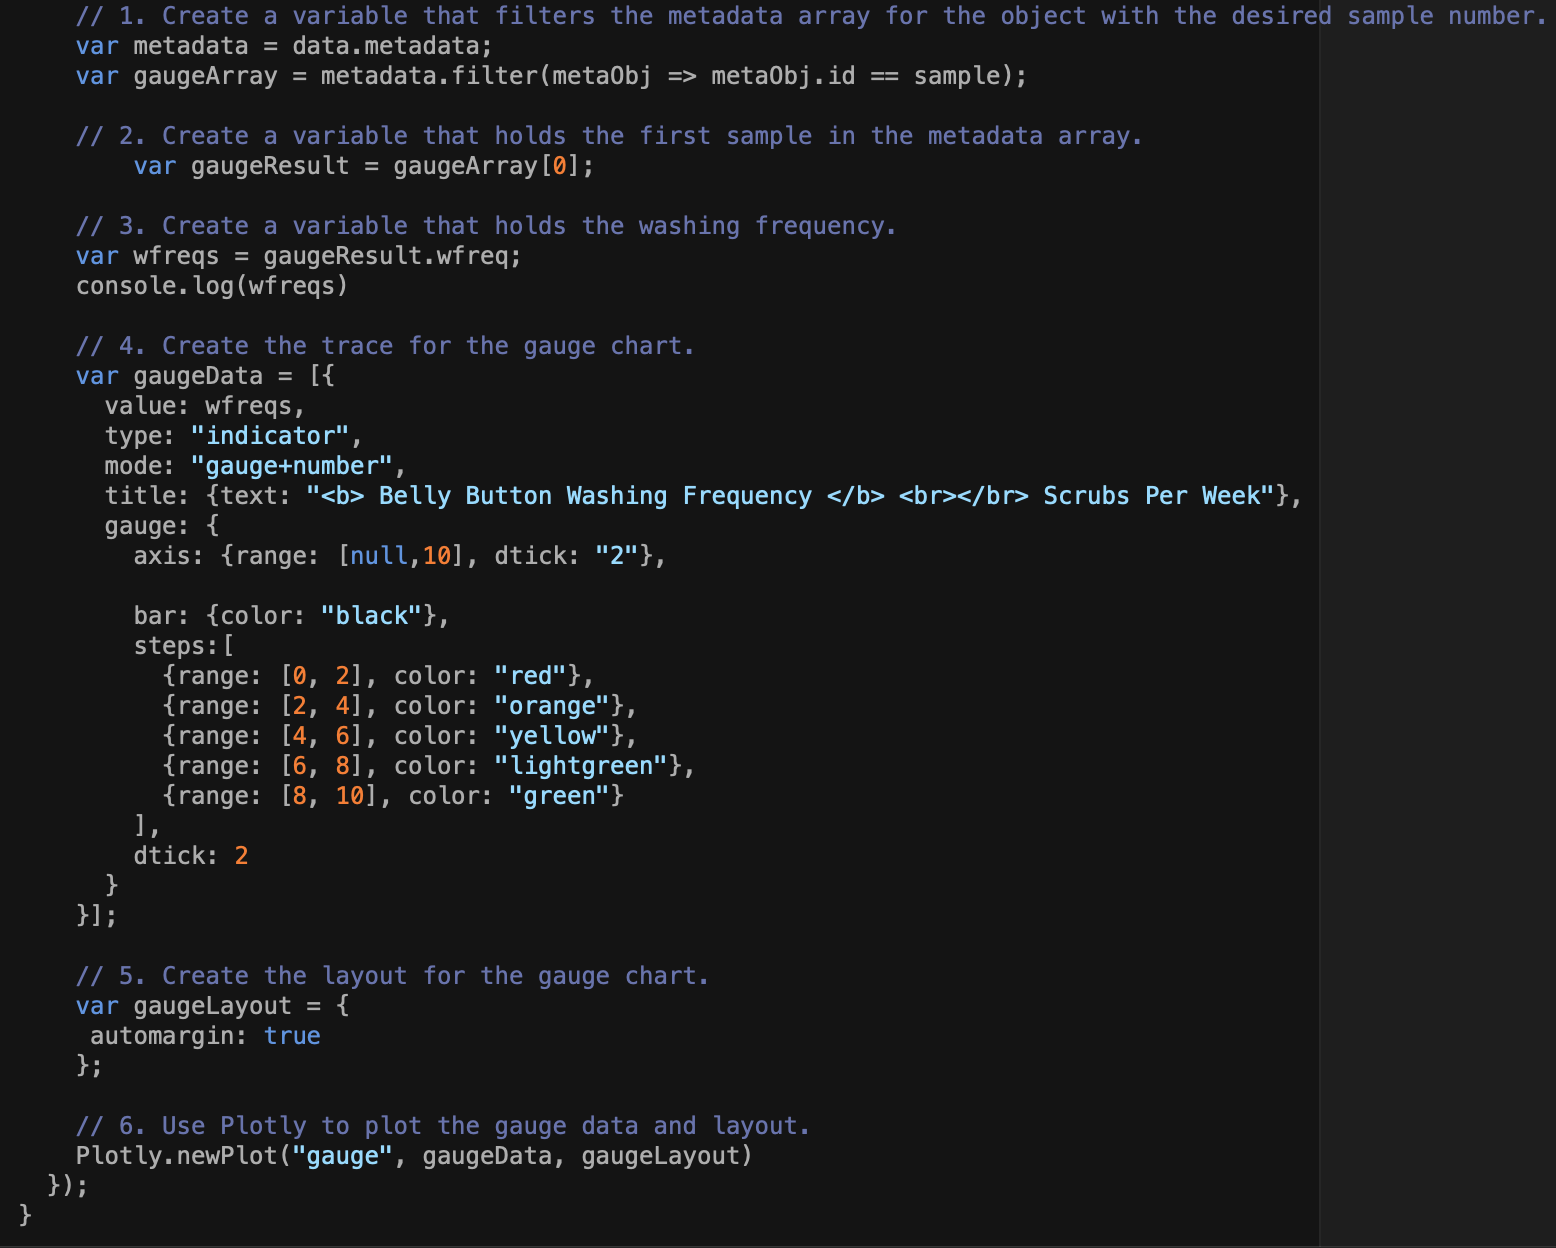 // 1. Create a variable that filters the metadata array for the object with the desired sample number.
var metadata = data.metadata;
var gaugeArray = metadata.filter(metaObj => metaObj.id == sample);
// 2. Create a variable that holds the first sample in the metadata array.
var gaugeResult = gaugeArray[0];
// 3. Create a variable that holds the washing frequency.
var wfreqs = gaugeResult.wfreq;
console.log(wfreqs)
// 4. Create the trace for the gauge chart.
var gaugeData = [{
value: wfreqs,
type: "indicator",
mode: "gauge+number",
title: {text: "<b> Belly Button Washing Frequency </b> <br></br> Scrubs Per Week"},
gauge: {
axis: {range: [null,10], dtick: "2"},
bar: {color: "black"},
steps:[
{range: [0, 2], color: "red"},
{range: [2, 4], color: "orange"},
{range: [4, 6], color: "yellow"},
{range: [6, 8], color: "lightgreen"},
{range: [8, 10], color: "green"}
],
dtick: 2
}
}];
// 5. Create the layout for the gauge chart.
var gaugeLayout = {
automargin: true
};
// 6. Use Plotly to plot the gauge data and layout.
Plotly.newPlot("gauge", gaugeData, gaugeLayout)
});
}